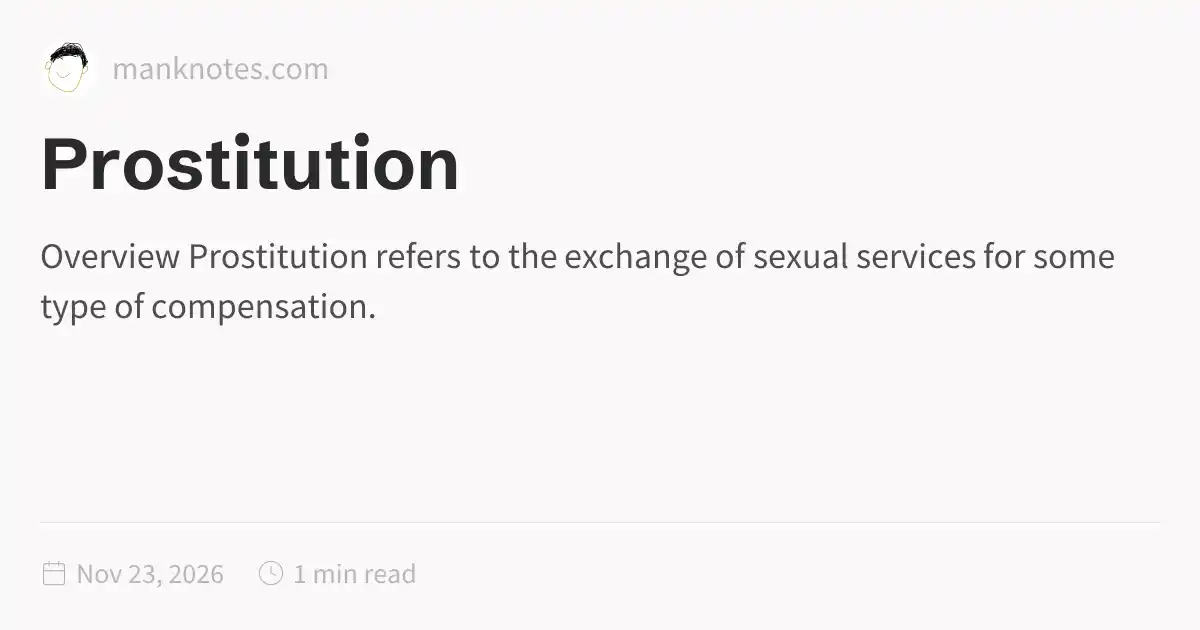 manknotes.com
Prostitution
Overview Prostitution refers to the exchange of sexual services for some
type of compensation.
Nov 23, 2026 1 min read